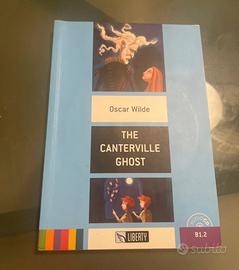 Oscar Wilde
THE
CANTERVILLE
GHOST
LIBERTY
B1.2
subito